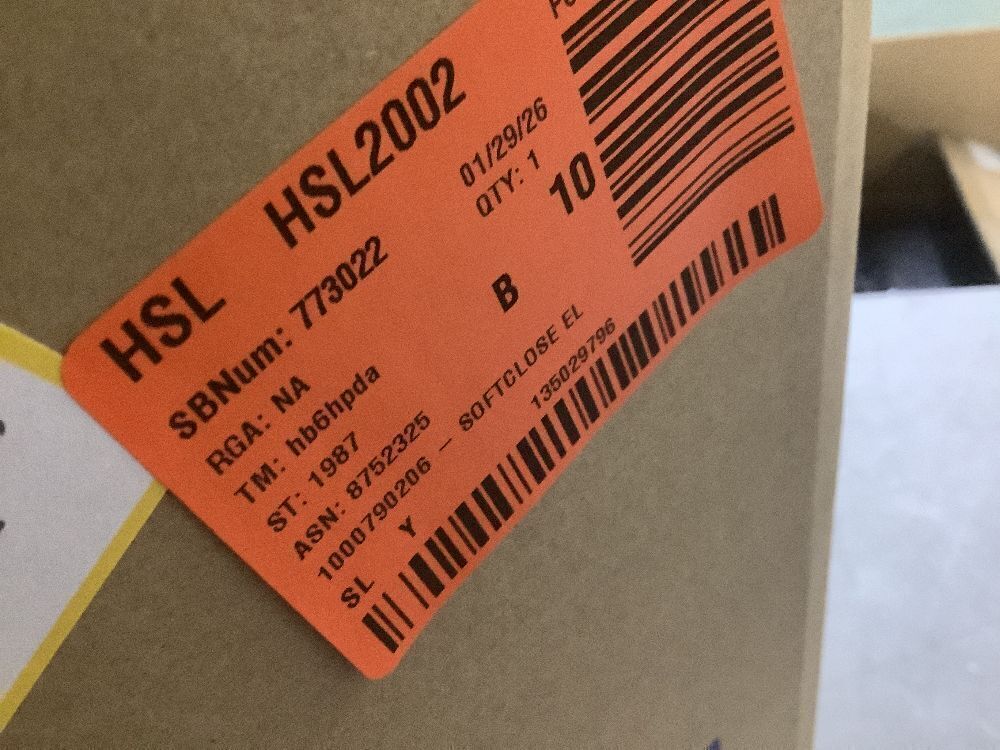 HSL HSL2002
SBNum: 773022 01/29/26
RGA: NA QTY: 1
TM: hb6hpda B 10
ST: 1987
ASN: 8752325
1000790206 — SOFTCLOSE EL
SL Y 135029796